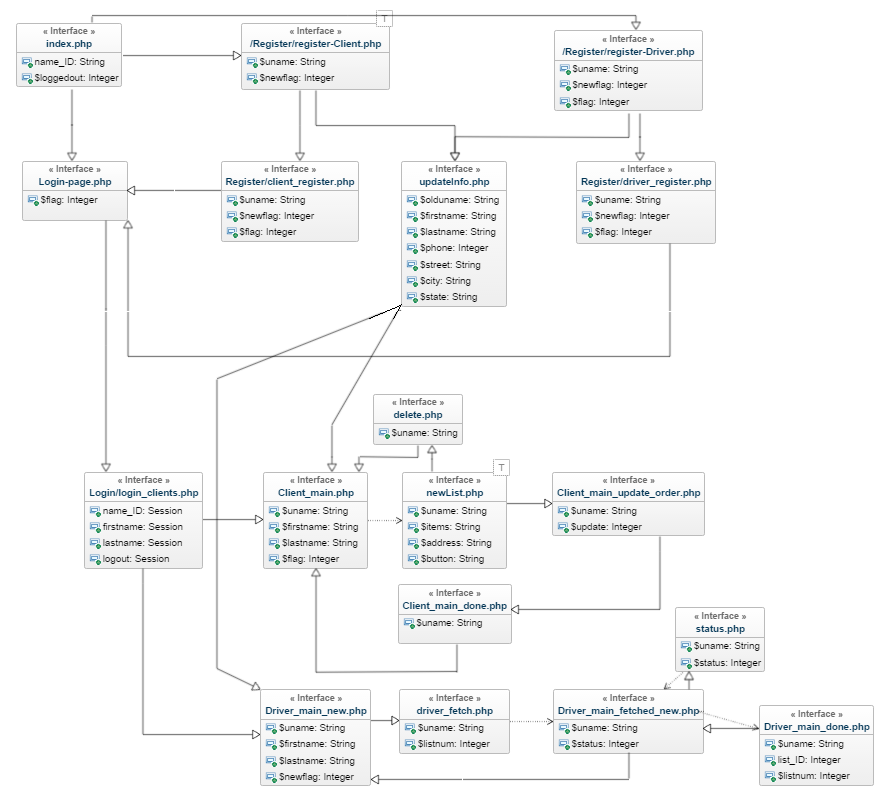 « Interface »
index.php
name_ID: String
$loggedout: Integer
T
« Interface »
/Register/register-Client.php
$uname: String
$newflag: Integer
« Interface »
/Register/register-Driver.php
$uname: String
$newflag: Integer
$flag: Integer
« Interface »
Login-page.php
$flag: Integer
« Interface »
Register/client_register.php
$uname: String
$newflag: Integer
$flag: Integer
« Interface »
updateInfo.php
$olduname: String
$firstname: String
$lastname: String
$phone: Integer
$street: String
$city: String
$state: String
« Interface »
Register/driver_register.php
$uname: String
$newflag: Integer
$flag: Integer
« Interface »
delete.php
$uname: String
« Interface »
Login/login_clients.php
name_ID: Session
firstname: Session
lastname: Session
logout: Session
« Interface »
Client_main.php
$uname: String
$firstname: String
$lastname: String
$flag: Integer
T
« Interface »
newList.php
$uname: String
$items: String
$address: String
$button: String
« Interface »
Client_main_update_order.php
$uname: String
$update: Integer
« Interface »
Client_main_done.php
$uname: String
« Interface »
status.php
$uname: String
$status: Integer
« Interface »
Driver_main_new.php
$uname: String
$firstname: String
$lastname: String
$newflag: Integer
« Interface »
driver_fetch.php
$uname: String
$listnum: Integer
« Interface »
Driver_main_fetched_new.php
$uname: String
$status: Integer
« Interface »
Driver_main_done.php
$uname: String
list_ID: Integer
$listnum: Integer